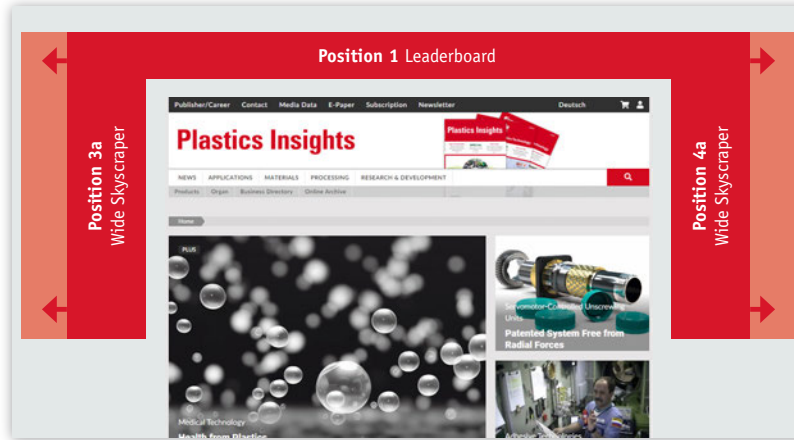 Position 1 Leaderboard
Position 3a
Wide Skyscraper
Position 4a
Wide Skyscraper
Publisher/Career Contact Media Data E-Paper Subscription Newsletter Deutsch
Plastics Insights
Plastics Insights
NEWS APPLICATIONS MATERIALS PROCESSING RESEARCH & DEVELOPMENT
Products Organ Business Directory Online Archive
Home
PLUS
Medical Technology
Health from Plastics
Servomotor-Controlled Unscrewing
Units
Patented System Free from
Radial Forces
Adhesive Technologies